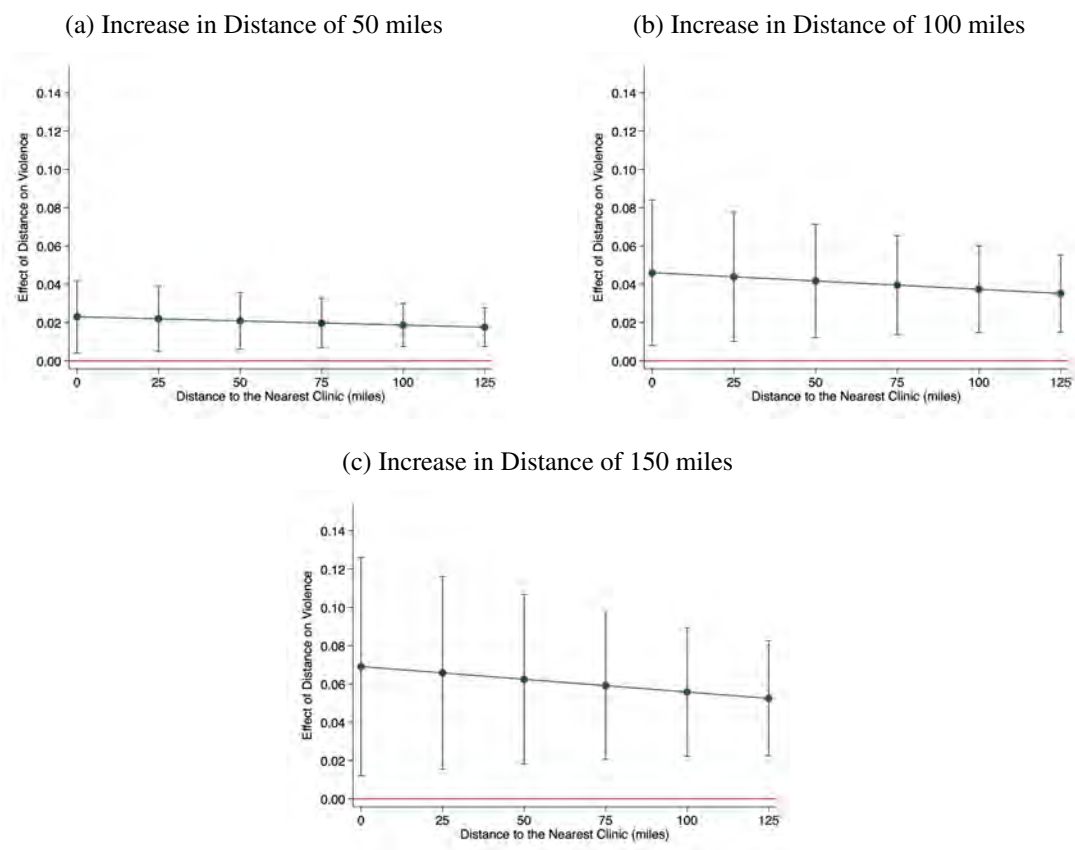 (a) Increase in Distance of 50 miles
0.14
0.12
0.10
0.08
0.06
0.04
0.02
0.00
Effect of Distance on Violence
0 25 50 75 100 125
Distance to the Nearest Clinic (miles)
(b) Increase in Distance of 100 miles
0.14
0.12
0.10
0.08
0.06
0.04
0.02
0.00
Effect of Distance on Violence
0 25 50 75 100 125
Distance to the Nearest Clinic (miles)
(c) Increase in Distance of 150 miles
0.14
0.12
0.10
0.08
0.06
0.04
0.02
0.00
Effect of Distance on Violence
0 25 50 75 100 125
Distance to the Nearest Clinic (miles)